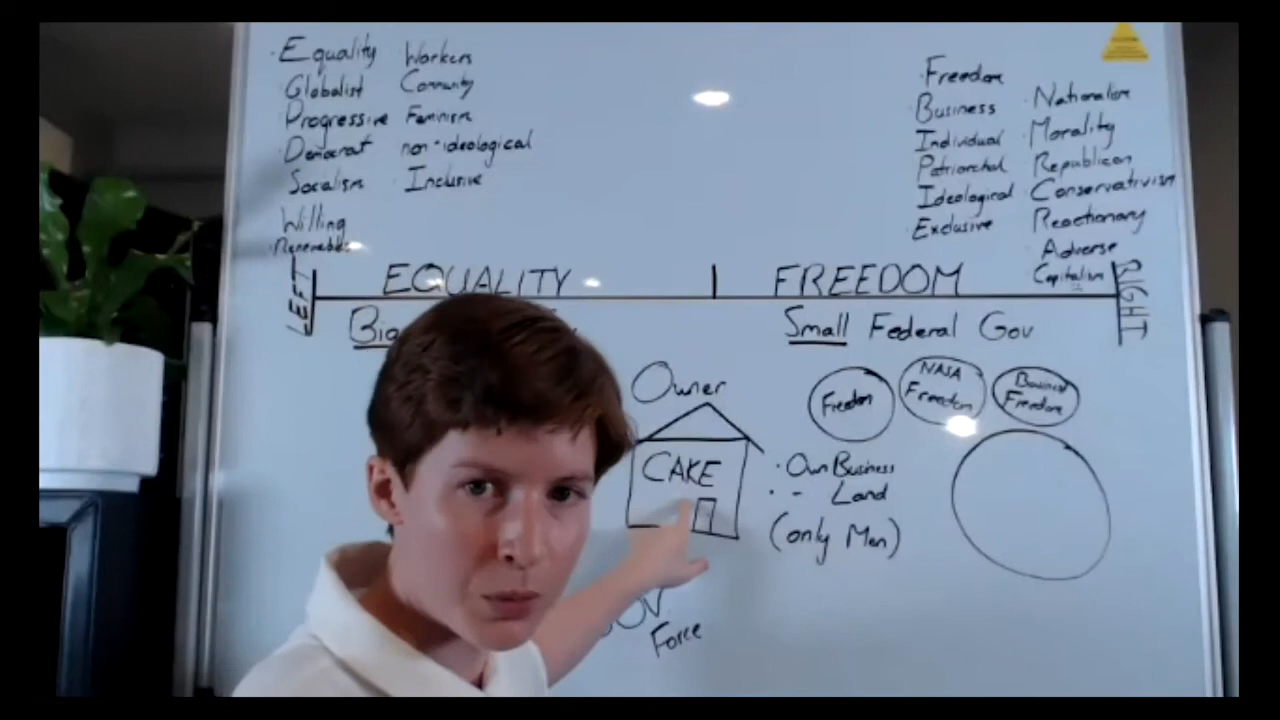 Equality Workers
Globalist Community
Progressive Feminism
Democrat non-ideological
Socalism Inclusive
Willing
Freedom
Business Nationalism
Individual Morality
Patriarchal Republican
Ideological Conservativism
Exclusive Reactionary
Adverse
Capitalism
LEFT
EQUALITY
FREEDOM
RIGHT
Small Federal Gov
Owner
CAKE
Freedom
NASA
Freedom
Business
Freedom
Own Business
- Land
(only Men)
Force